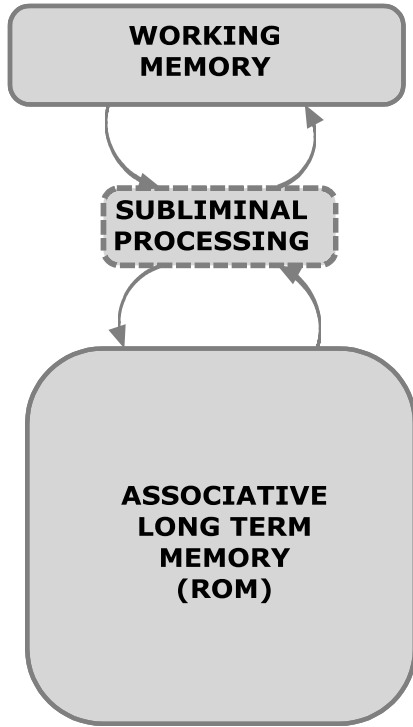 WORKING
MEMORY
SUBLIMINAL
PROCESSING
ASSOCIATIVE
LONG TERM
MEMORY
(ROM)